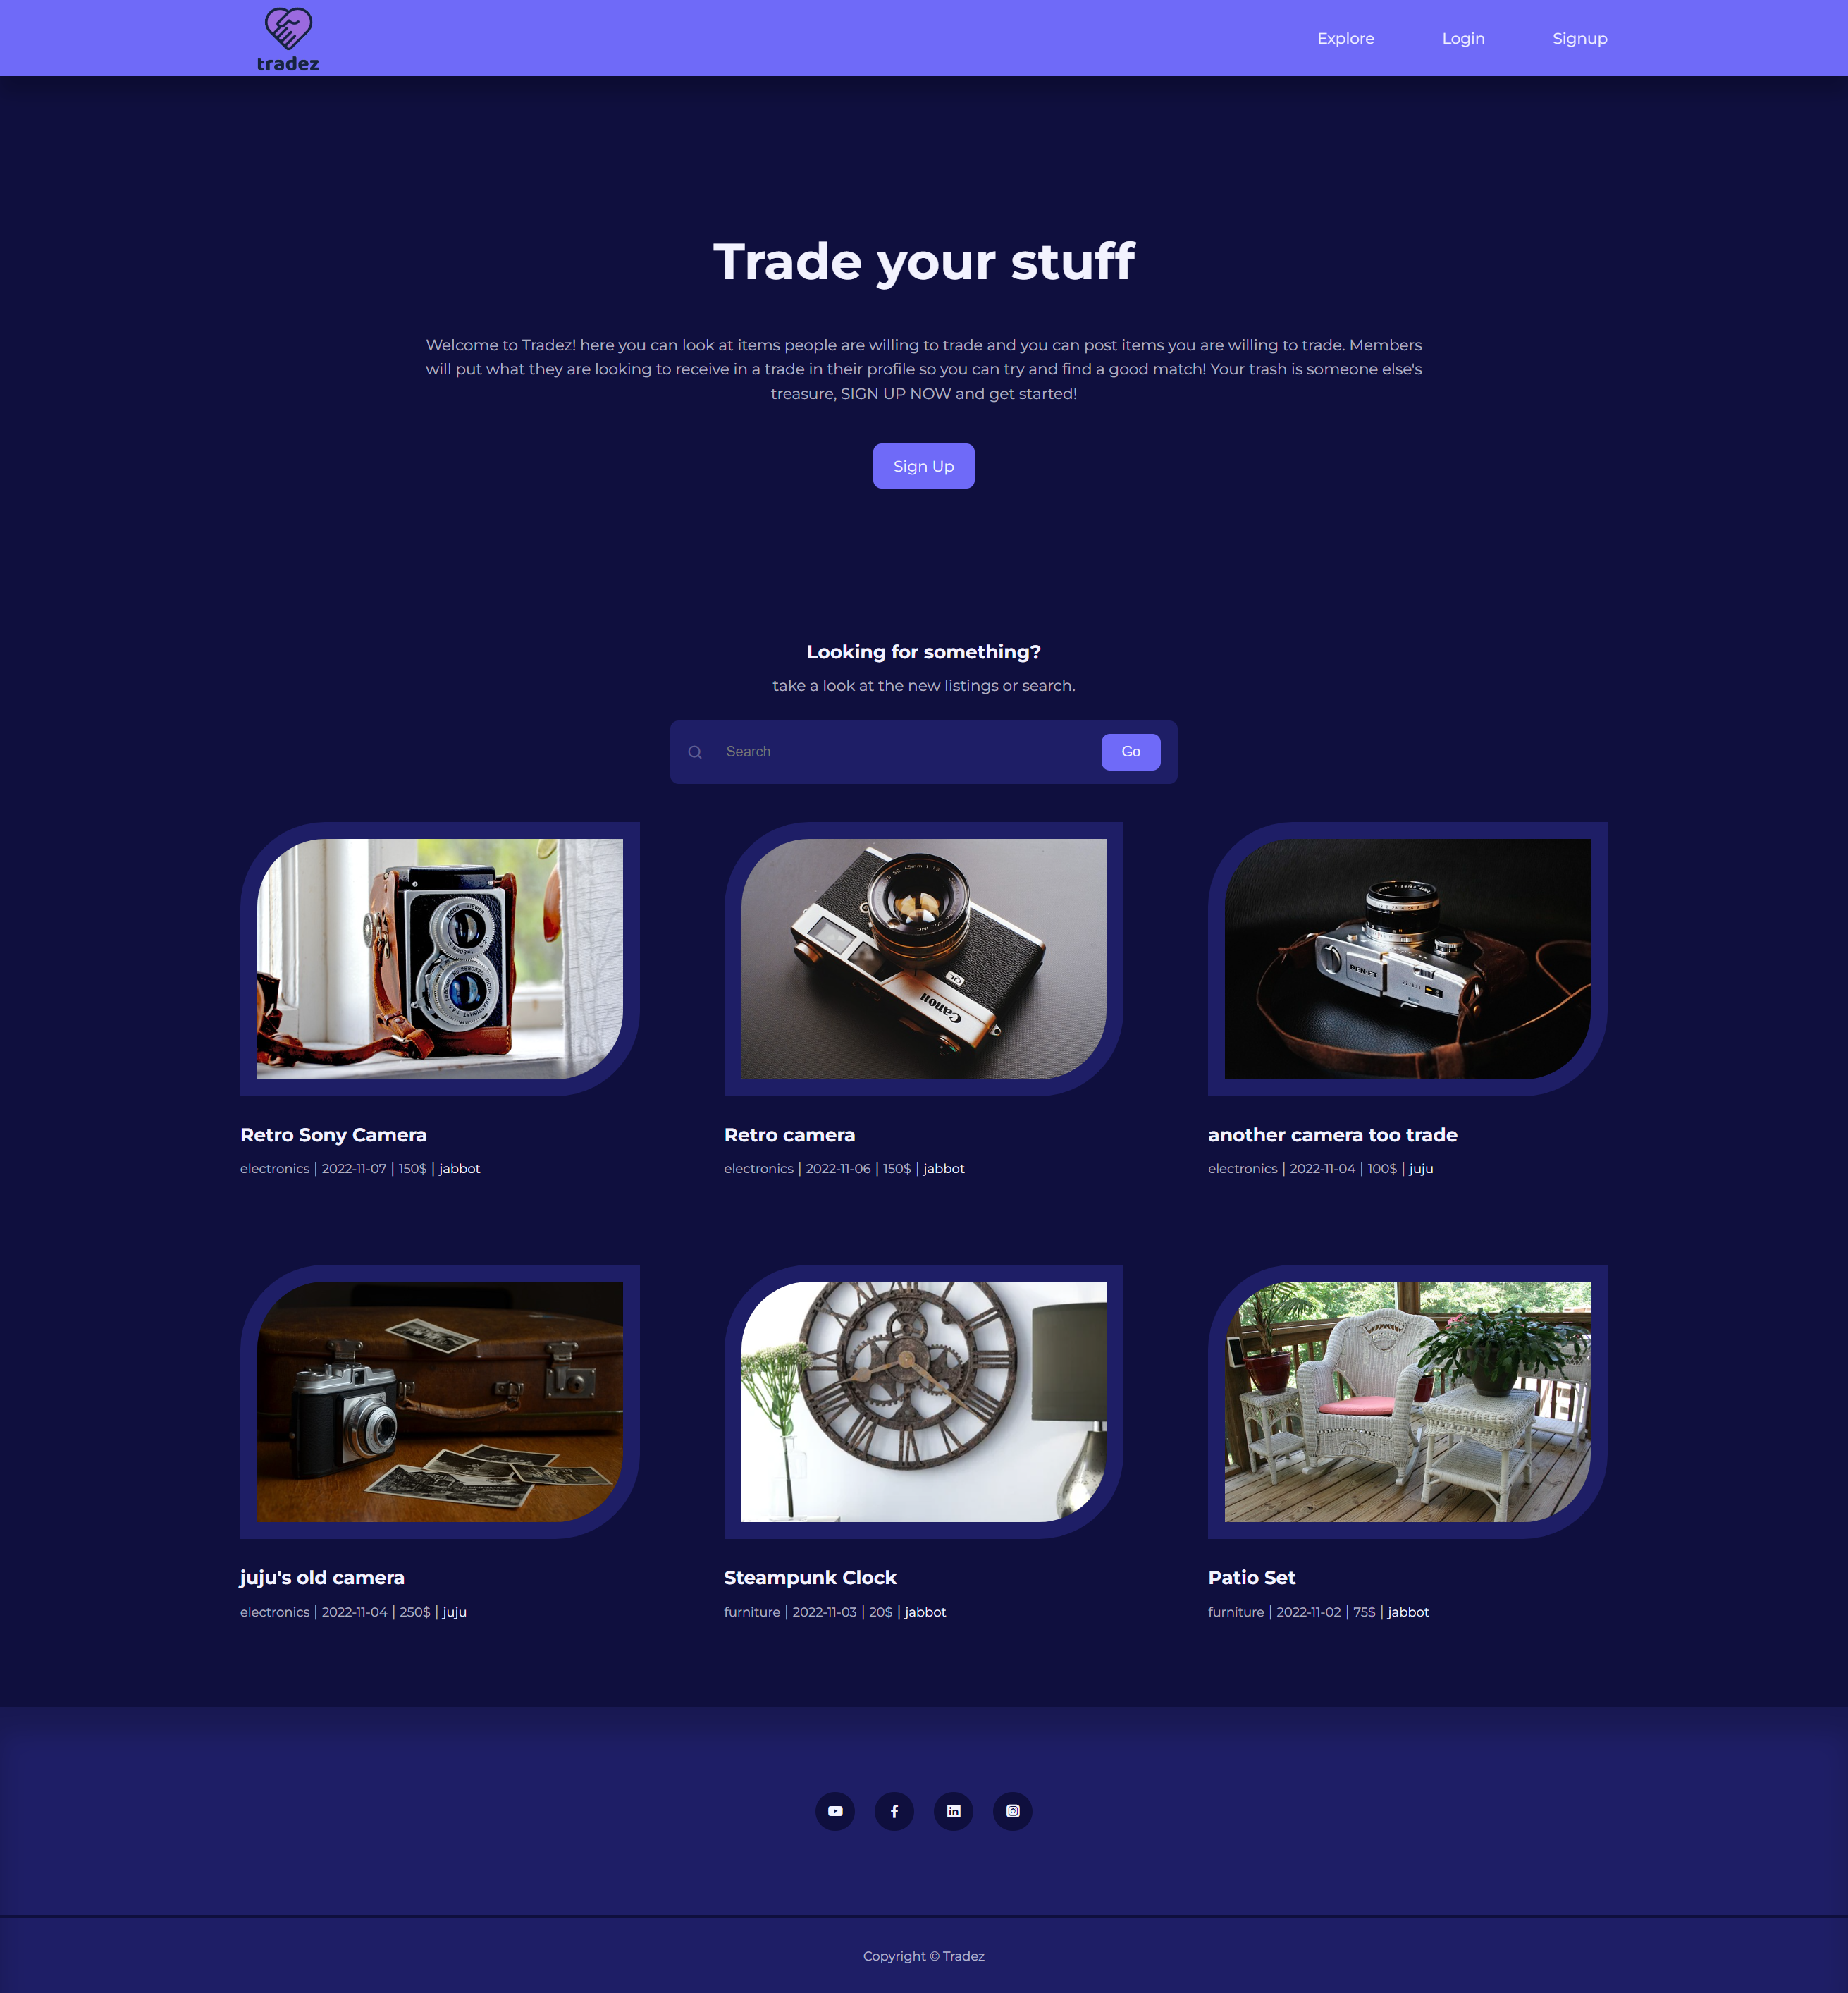 tradez
Explore
Login
Signup
Trade your stuff
Welcome to Tradez! here you can look at items people are willing to trade and you can post items you are willing to trade. Members
will put what they are looking to receive in a trade in their profile so you can try and find a good match! Your trash is someone else's
treasure, SIGN UP NOW and get started!
Sign Up
Looking for something?
take a look at the new listings or search.
Search
Go
Canon
PEN-FT
Retro Sony Camera
electronics | 2022-11-07 | 150$ | jabbot
Retro camera
electronics | 2022-11-06 | 150$ | jabbot
another camera too trade
electronics | 2022-11-04 | 100$ | juju
juju's old camera
electronics | 2022-11-04 | 250$ | juju
Steampunk Clock
furniture | 2022-11-03 | 20$ | jabbot
Patio Set
furniture | 2022-11-02 | 75$ | jabbot
Copyright © Tradez